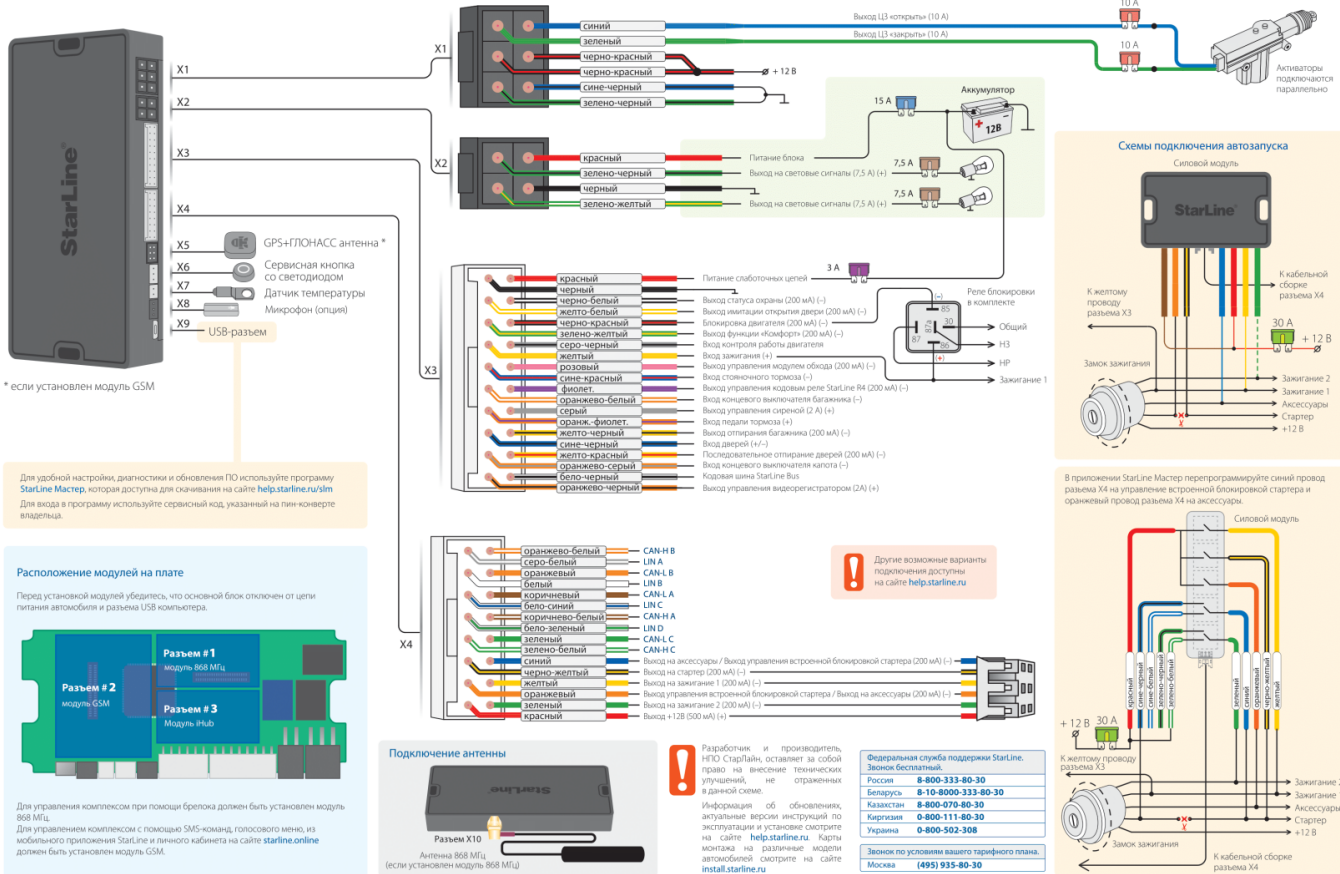 StarLine
X1
X2
X3
X4
X5
X6
X7
X8
X9
GPS+ГЛОНАСС антенна *
Сервисная кнопка
со светодиодом
Датчик температуры
Микрофон (опция)
USB-разъем
* если установлен модуль GSM
X1
синий
зеленый
черно-красный
черно-красный
сине-черный
зелено-черный
+ 12 В
Выход ЦЗ «открыть» (10 А)
Выход ЦЗ «закрыть» (10 А)
10 А
10 А
Активаторы
подключаются
параллельно
X2
красный
зелено-черный
черный
зелено-желтый
Питание блока
Выход на световые сигналы (7,5 А) (+)
Выход на световые сигналы (7,5 А) (+)
15 А
7,5 А
7,5 А
Аккумулятор
12В
X3
красный
черный
черно-белый
желто-белый
черно-красный
зелено-желтый
серо-черный
желтый
розовый
сине-красный
фиолет.
оранжево-белый
серый
оранж.-фиолет.
желто-черный
сине-черный
желто-красный
оранжево-серый
бело-черный
оранжево-черный
Питание слаботочных цепей
3 А
Выход статуса охраны (200 мА) (–)
Выход имитации открытия двери (200 мА) (–)
Блокировка двигателя (200 мА) (–)
Выход функции «Комфорт» (200 мА) (–)
Вход контроля работы двигателя
Вход зажигания (+)
Выход управления модулем обхода (200 мА) (–)
Вход стояночного тормоза (–)
Выход управления кодовым реле StarLine R4 (200 мА) (–)
Вход концевого выключателя багажника (–)
Выход управления сиреной (2 А) (+)
Вход педали тормоза (+)
Выход отпирания багажника (200 мА) (–)
Вход дверей (+/–)
Последовательное отпирание дверей (200 мА) (–)
Вход концевого выключателя капота (–)
Кодовая шина StarLine Bus
Выход управления видеорегистратором (2А) (+)
Реле блокировки
в комплекте
(–)
85
87a
30
87
86
(+)
Общий
НЗ
НР
Зажигание 1
X4
оранжево-белый
серо-белый
оранжевый
белый
коричневый
бело-синий
коричнево-белый
бело-зеленый
зеленый
зелено-белый
синий
черно-желтый
желтый
оранжевый
зеленый
красный
CAN-H B
LIN A
CAN-L B
LIN B
CAN-L A
LIN C
CAN-H A
LIN D
CAN-L C
CAN-H C
Выход на аксессуары / Выход управления встроенной блокировкой стартера (200 мА) (–)
Выход на стартер (200 мА) (–)
Выход на зажигание 1 (200 мА) (–)
Выход управления встроенной блокировкой стартера / Выход на аксессуары (200 мА) (–)
Выход на зажигание 2 (200 мА) (–)
Выход +12В (500 мА) (+)
Другие возможные варианты
подключения доступны
на сайте help.starline.ru
Для удобной настройки, диагностики и обновления ПО используйте программу
StarLine Мастер, которая доступна для скачивания на сайте help.starline.ru/slm
Для входа в программу используйте сервисный код, указанный на пин-конверте
владельца.
Расположение модулей на плате
Перед установкой модулей убедитесь, что основной блок отключен от цепи
питания автомобиля и разъема USB компьютера.
Разъем #1
модуль 868 МГц
Разъем #2
модуль GSM
Разъем #3
Модуль iHub
Для управления комплексом при помощи брелока должен быть установлен модуль
868 МГц.
Для управлением комплексом с помощью SMS-команд, голосового меню, из
мобильного приложения StarLine и личного кабинета на сайте starline.online
должен быть установлен модуль GSM.
Подключение антенны
StarLine
Разъем X10
Антенна 868 МГц
(если установлен модуль 868 МГц)
Разработчик и производитель,
НПО СтарЛайн, оставляет за собой
право на внесение технических
улучшений, не отраженных
в данной схеме.
Информация об обновлениях,
актуальные версии инструкций по
эксплуатации и установке смотрите
на сайте help.starline.ru. Карты
монтажа на различные модели
автомобилей смотрите на сайте
install.starline.ru
Федеральная служба поддержки StarLine.
Звонок бесплатный.
Россия 8-800-333-80-30
Беларусь 8-10-8000-333-80-30
Казахстан 8-800-070-80-30
Киргизия 0-800-111-80-30
Украина 0-800-502-308
Звонок по условиям вашего тарифного плана.
Москва (495) 935-80-30
Схемы подключения автозапуска
Силовой модуль
StarLine
К кабельной
сборке
разъема X4
К желтому
проводу
разъема X3
30 А
+ 12 В
Замок зажигания
Зажигание 2
Зажигание 1
Аксессуары
Стартер
+12 В
В приложении StarLine Мастер перепрограммируйте синий провод
разъема X4 на управление встроенной блокировкой стартера и
оранжевый провод разъема X4 на аксессуары.
Силовой модуль
красный
сине-черный
сине-белый
зелено-черный
зелено-белый
зеленый
синий
оранжевый
черно-желтый
желтый
+ 12 В
30 А
К желтому проводу
разъема X3
Зажигание 2
Зажигание
Аксессуары
Стартер
+12 В
Замок зажигания
К кабельной сборке
разъема X4